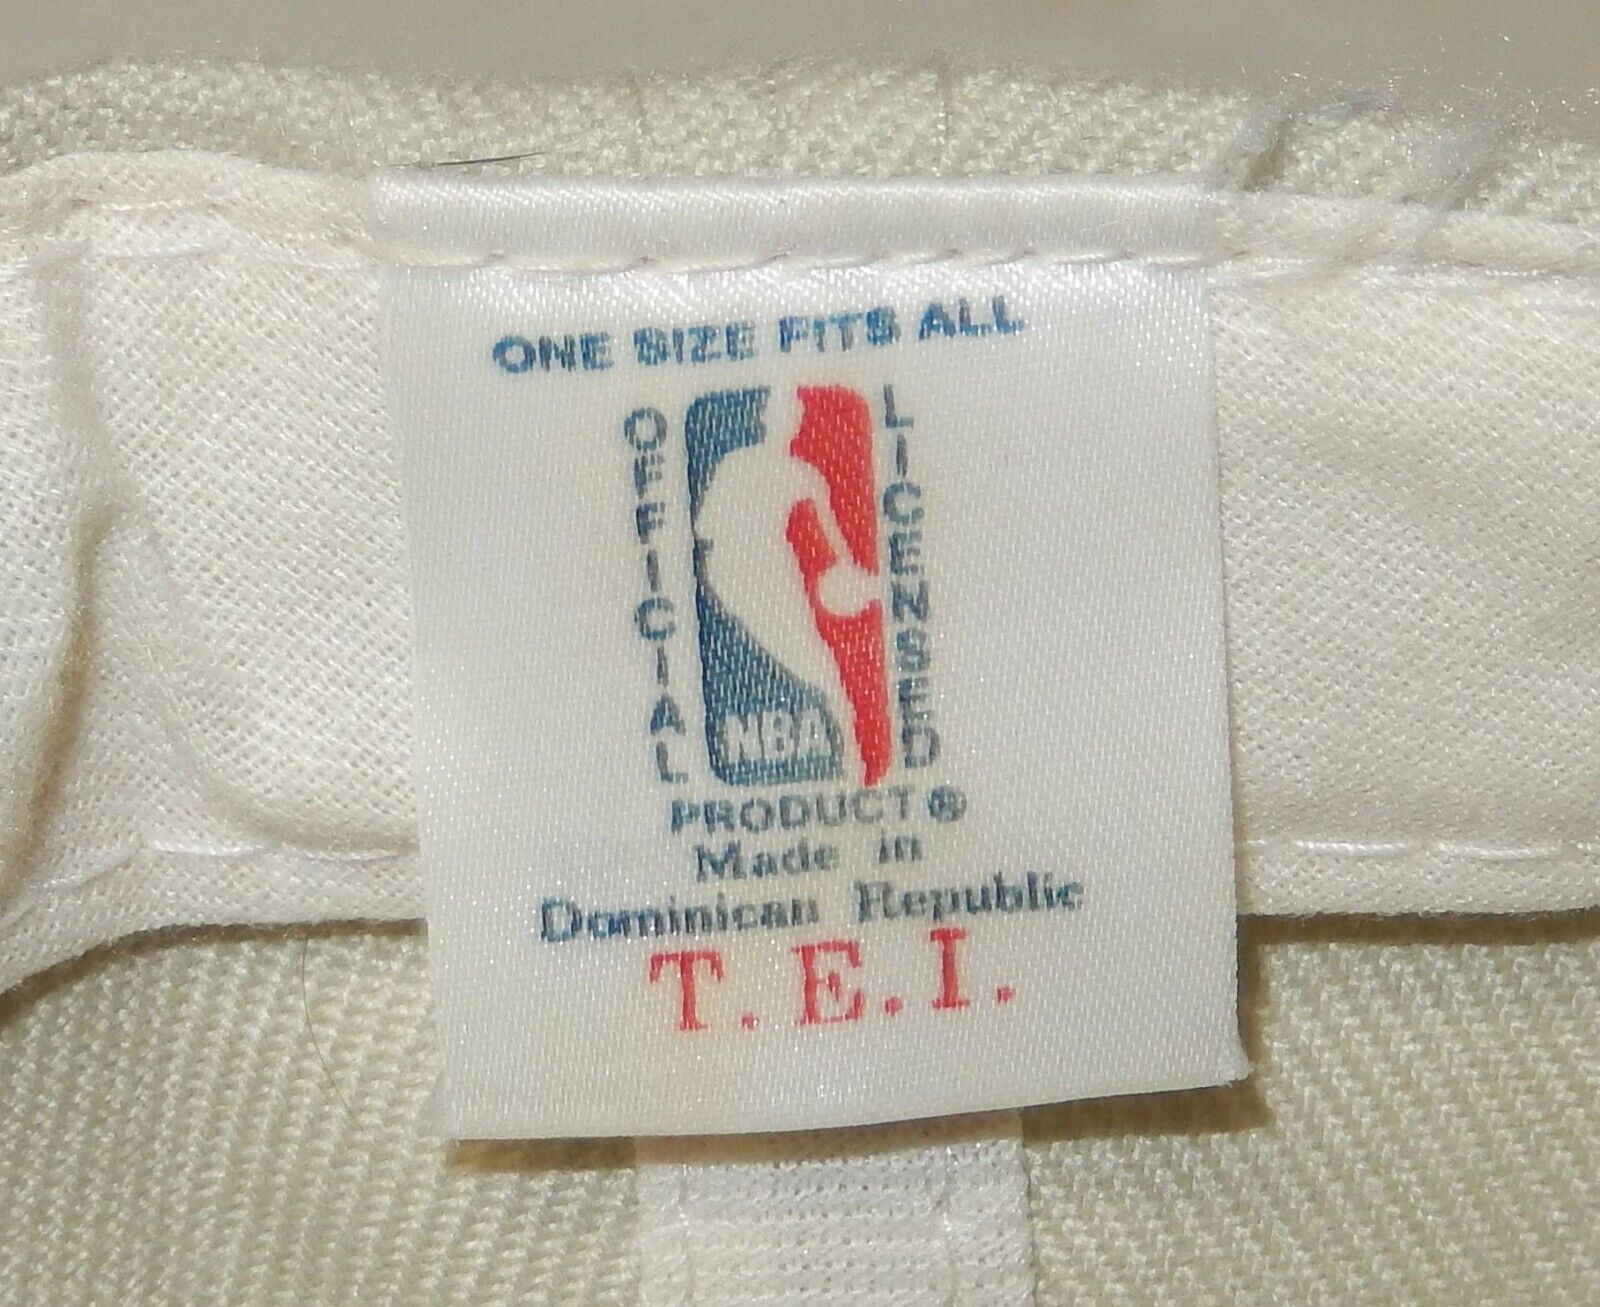 ONE SIZE FITS ALL
OFFICIAL
LICENSED
NBA
PRODUCT ®
Made in
Dominican Republic
T.E.I.